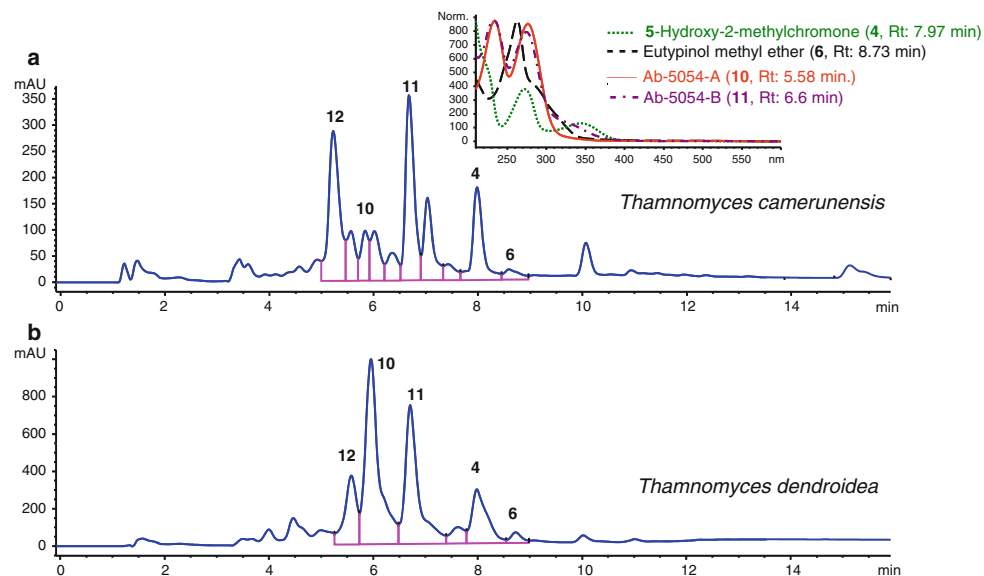 Norm.
800
700
600
500
400
300
200
100
0
250 300 350 400 450 500 550 nm
5-Hydroxy-2-methylchromone (4, Rt: 7.97 min)
Eutypinol methyl ether (6, Rt: 8.73 min)
Ab-5054-A (10, Rt: 5.58 min.)
Ab-5054-B (11, Rt: 6.6 min)
a
mAU
350
300
250
200
150
100
50
0
12
10
11
4
6
Thamnomyces camerunensis
0 2 4 6 8 10 12 14 min
b
mAU
800
600
400
200
0
12
10
11
4
6
Thamnomyces dendroidea
0 2 4 6 8 10 12 14 min